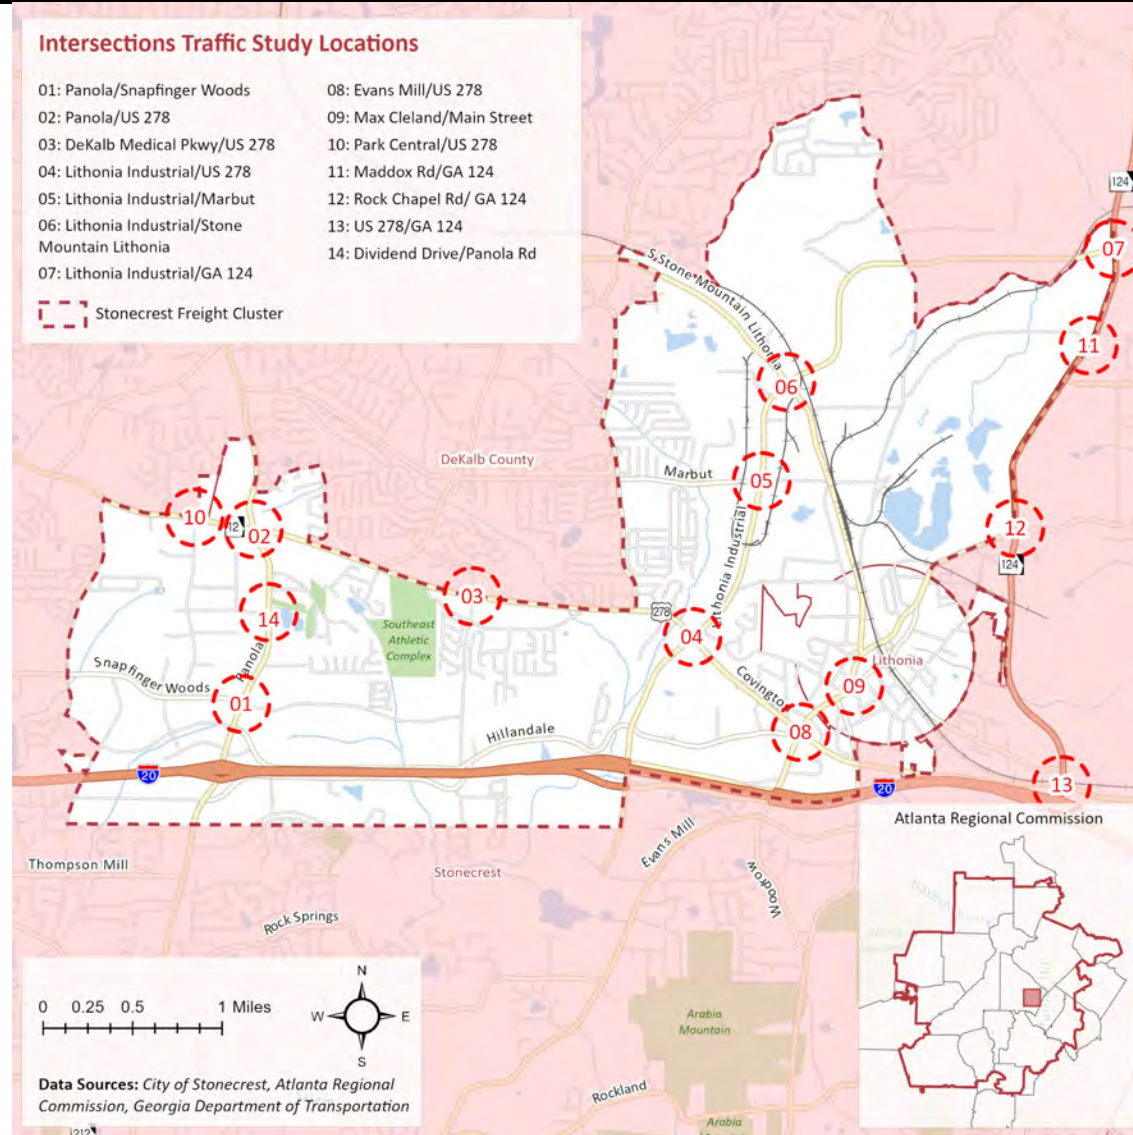 Intersections Traffic Study Locations
01: Panola/Snapfinger Woods
02: Panola/US 278
03: DeKalb Medical Pkwy/US 278
04: Lithonia Industrial/US 278
05: Lithonia Industrial/Marbut
06: Lithonia Industrial/Stone
Mountain Lithonia
07: Lithonia Industrial/GA 124
08: Evans Mill/US 278
09: Max Cleland/Main Street
10: Park Central/US 278
11: Maddox Rd/GA 124
12: Rock Chapel Rd/ GA 124
13: US 278/GA 124
14: Dividend Drive/Panola Rd
Stonecrest Freight Cluster
124
07
S Stone Mountain Lithonia
11
06
DeKalb County
Marbut
05
10
12
02
12
124
Lithonia Industrial
03
278
14
04
Southeast
Athletic
Complex
Panola
Snapfinger Woods
Lithonia
01
09
Covington
08
Hillandale
20
20
13
Evans Mill
Atlanta Regional Commission
Thompson Mill
Stonecrest
Woodrow
Rock Springs
N
0 0.25 0.5 1 Miles
W E
S
Arabia
Mountain
Data Sources: City of Stonecrest, Atlanta Regional
Commission, Georgia Department of Transportation
Rockland
Arabia
212